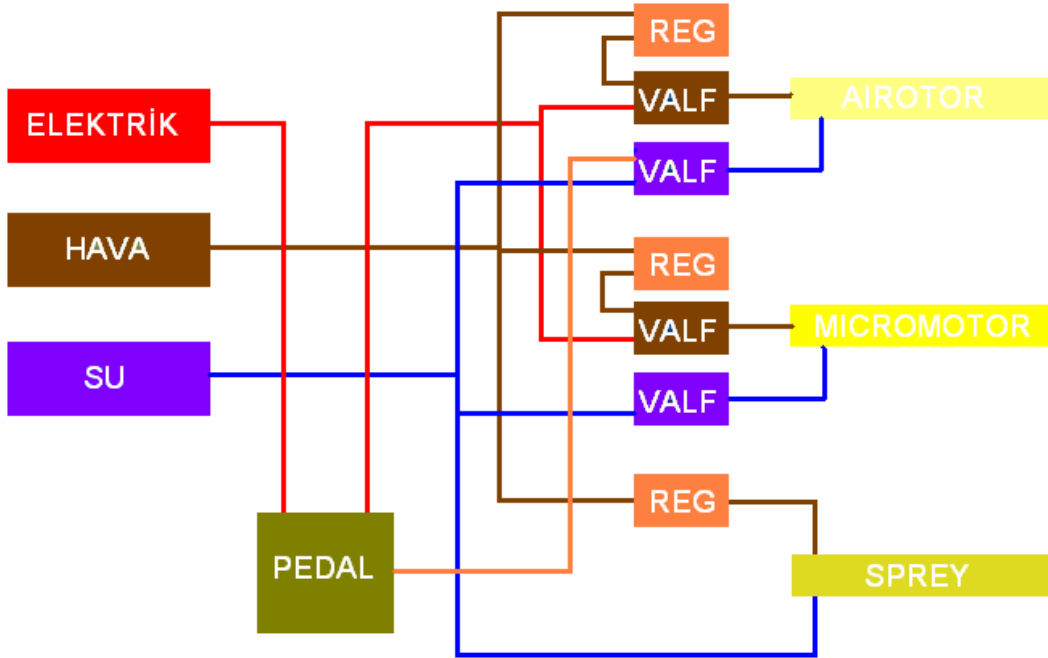 REG
VALF
AIROTOR
ELEKTRİK
VALF
HAVA
REG
VALF
MICROMOTOR
SU
VALF
REG
PEDAL
SPREY